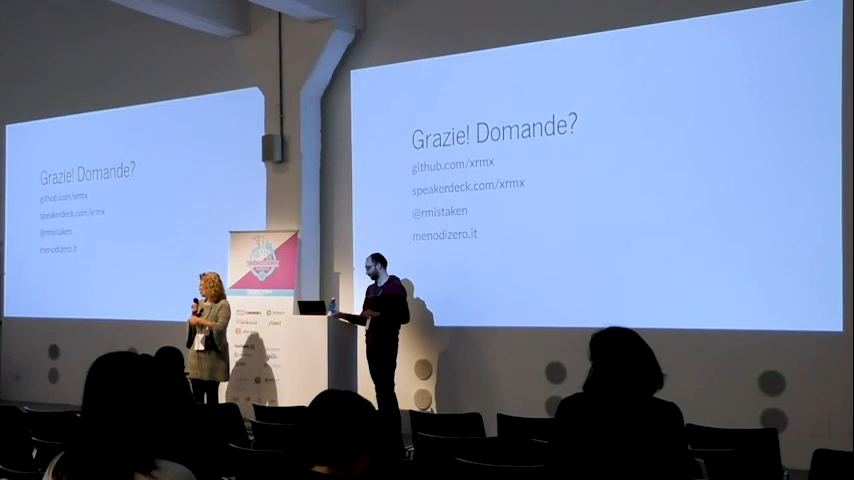 Grazie! Domande?
github.com/xrmx
speakerdeck.com/xrmx
@rmistaken
menodizero.it
Grazie! Domande?
github.com/xrmx
speakerdeck.com/xrmx
@rmistaken
menodizero.it